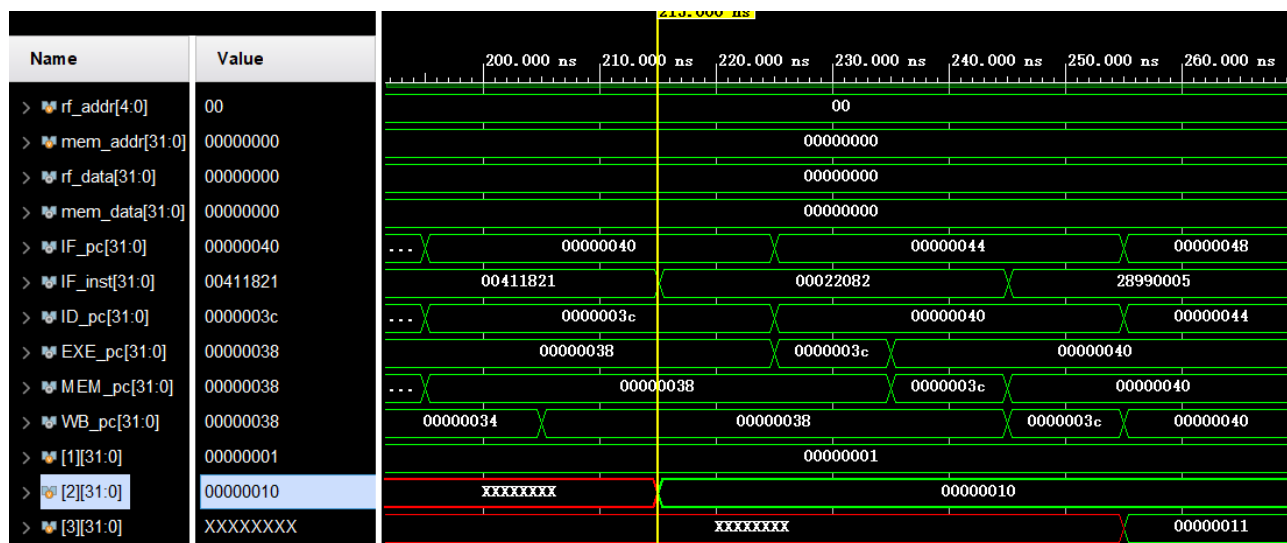 215.000 ns
Name Value
200.000 ns 210.000 ns 220.000 ns 230.000 ns 240.000 ns 250.000 ns 260.000 ns
rf_addr[4:0] 00 00
mem_addr[31:0] 00000000 00000000
rf_data[31:0] 00000000 00000000
mem_data[31:0] 00000000 00000000
IF_pc[31:0] 00000040 ... 00000040 00000044 00000048
IF_inst[31:0] 00411821 00411821 00022082 28990005
ID_pc[31:0] 0000003c ... 0000003c 00000040 00000044
EXE_pc[31:0] 00000038 00000038 0000003c 00000040
MEM_pc[31:0] 00000038 ... 00000038 0000003c 00000040
WB_pc[31:0] 00000038 00000034 00000038 0000003c 00000040
[1][31:0] 00000001 00000001
[2][31:0] 00000010 XXXXXXXX 00000010
[3][31:0] XXXXXXXX XXXXXXXX 00000011